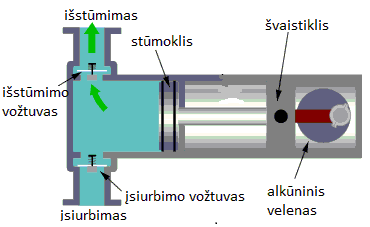 išstūmimas
stūmoklis
švaistiklis
išstūmimo
vožtuvas
įsiurbimo vožtuvas
alkūninis
velenas
įsiurbimas